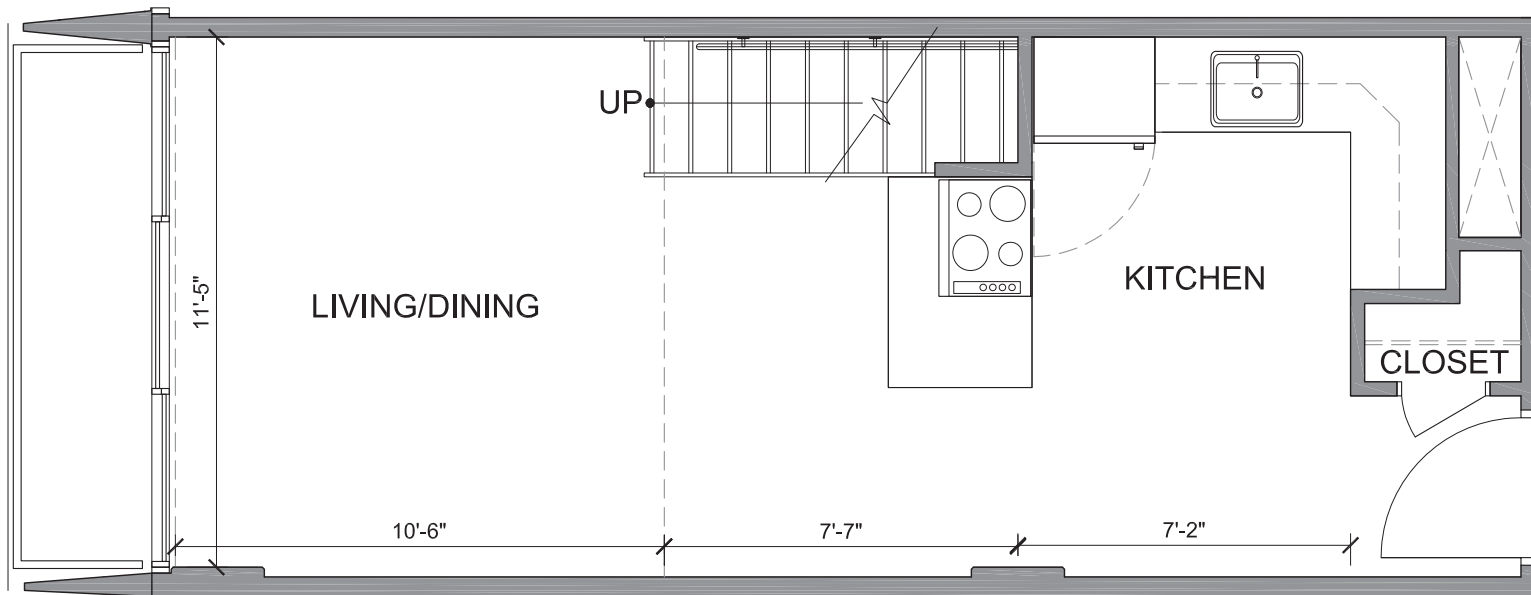 UP
11'-5"
LIVING/DINING
KITCHEN
CLOSET
10'-6"
7'-7"
7'-2"